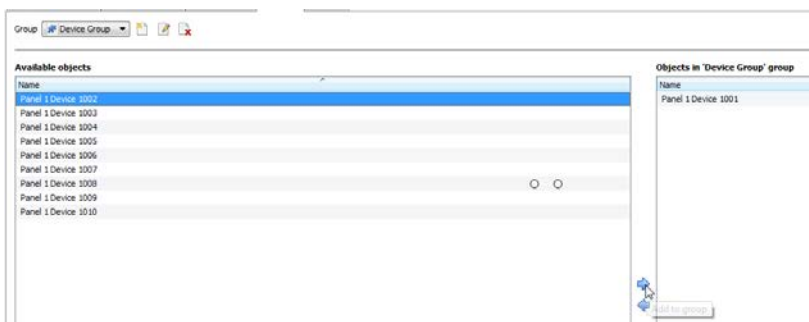 Group Device Group
Available objects
Objects in 'Device Group' group
Name
Name
Panel 1 Device 1002
Panel 1 Device 1001
Panel 1 Device 1003
Panel 1 Device 1004
Panel 1 Device 1005
Panel 1 Device 1006
Panel 1 Device 1007
Panel 1 Device 1008
Panel 1 Device 1009
Panel 1 Device 1010
Add to group